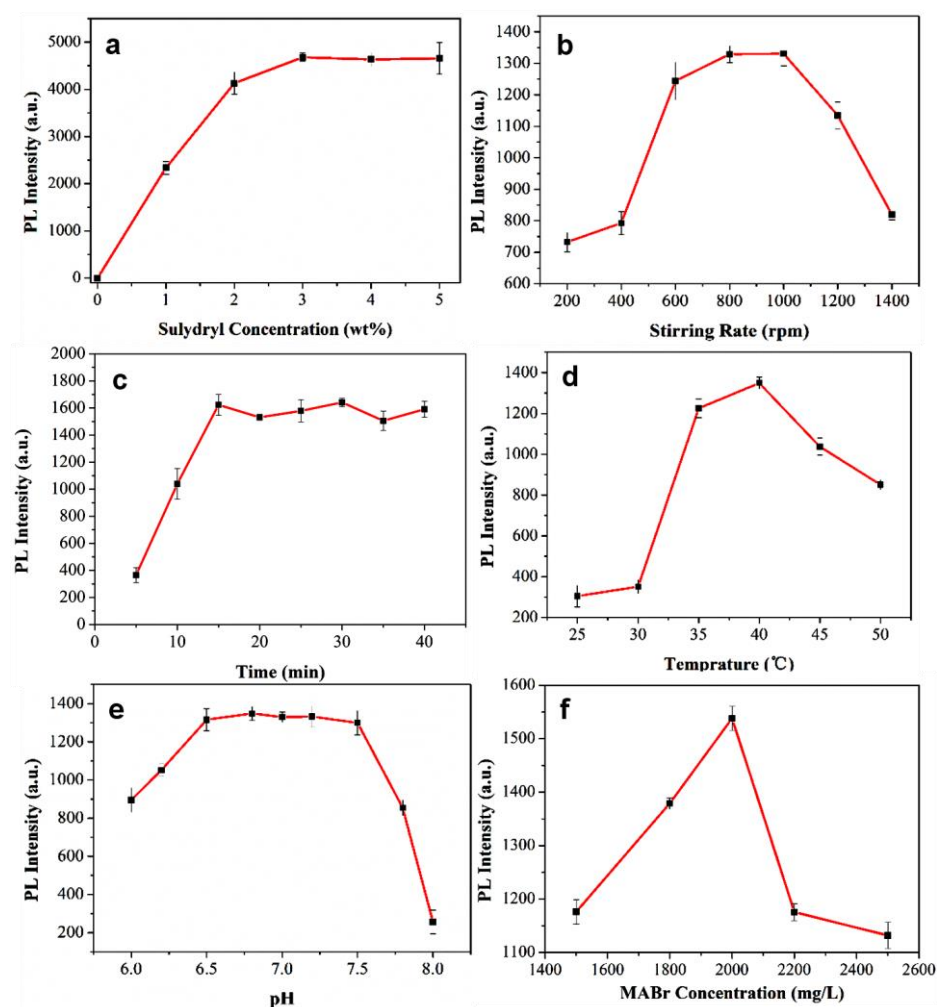 a
5000
4000
3000
2000
1000
0
PL Intensity (a.u.)
0 1 2 3 4 5
Sulydryl Concentration (wt%)
b
1400
1300
1200
1100
1000
900
800
700
600
PL Intensity (a.u.)
200 400 600 800 1000 1200 1400
Stirring Rate (rpm)
c
2000
1800
1600
1400
1200
1000
800
600
400
200
0
PL Intensity (a.u.)
0 10 20 30 40
Time (min)
d
1400
1200
1000
800
600
400
200
PL Intensity (a.u.)
25 30 35 40 45 50
Temprature (℃)
e
1400
1200
1000
800
600
400
200
PL Intensity (a.u.)
6.0 6.5 7.0 7.5 8.0
pH
f
1600
1500
1400
1300
1200
1100
PL Intensity (a.u.)
1400 1600 1800 2000 2200 2400 2600
MABr Concentration (mg/L)